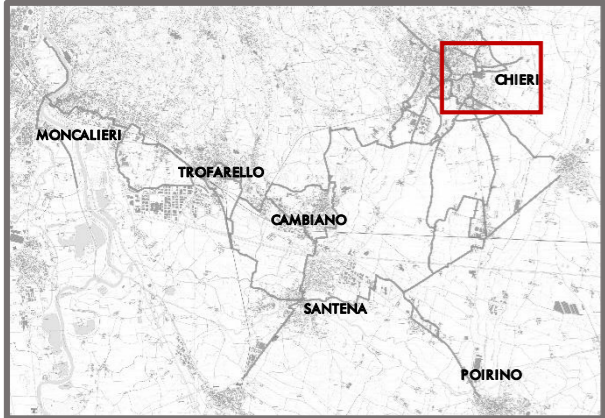 CHIERI
MONCALIERI
TROFARELLO
CAMBIANO
SANTENA
POIRINO